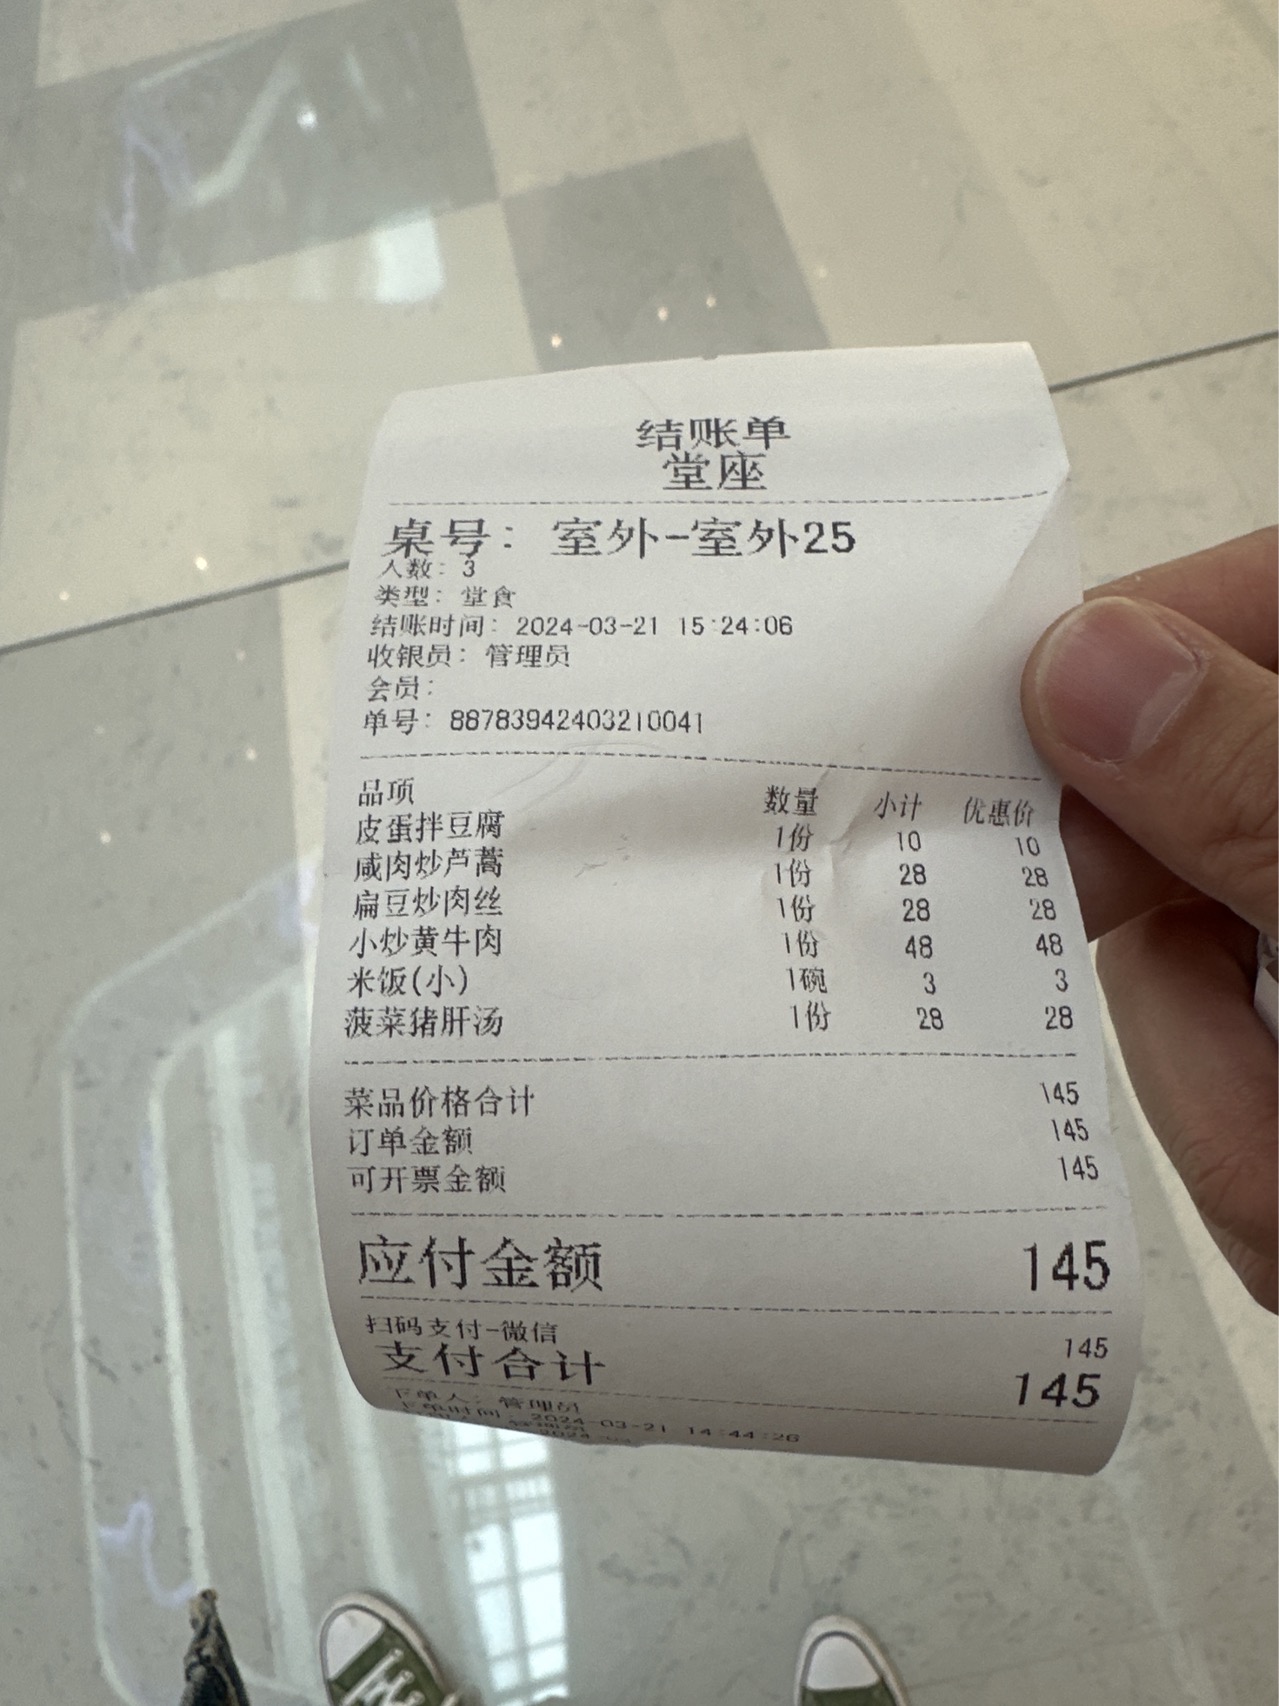 结账单
堂座
桌号：室外-室外25
人数：3
类型：堂食
结账时间：2024-03-21 15:24:06
收银员：管理员
会员：
单号：88783942403210041
品项 数量 小计 优惠价
皮蛋拌豆腐 1份 10 10
咸肉炒芦蒿 1份 28 28
扁豆炒肉丝 1份 28 28
小炒黄牛肉 1份 48 48
米饭(小) 1碗 3 3
菠菜猪肝汤 1份 28 28
菜品价格合计 145
订单金额 145
可开票金额 145
应付金额 145
扫码支付-微信 145
支付合计 145
下单人：管理员
下单时间：2024-03-21 14:44:26